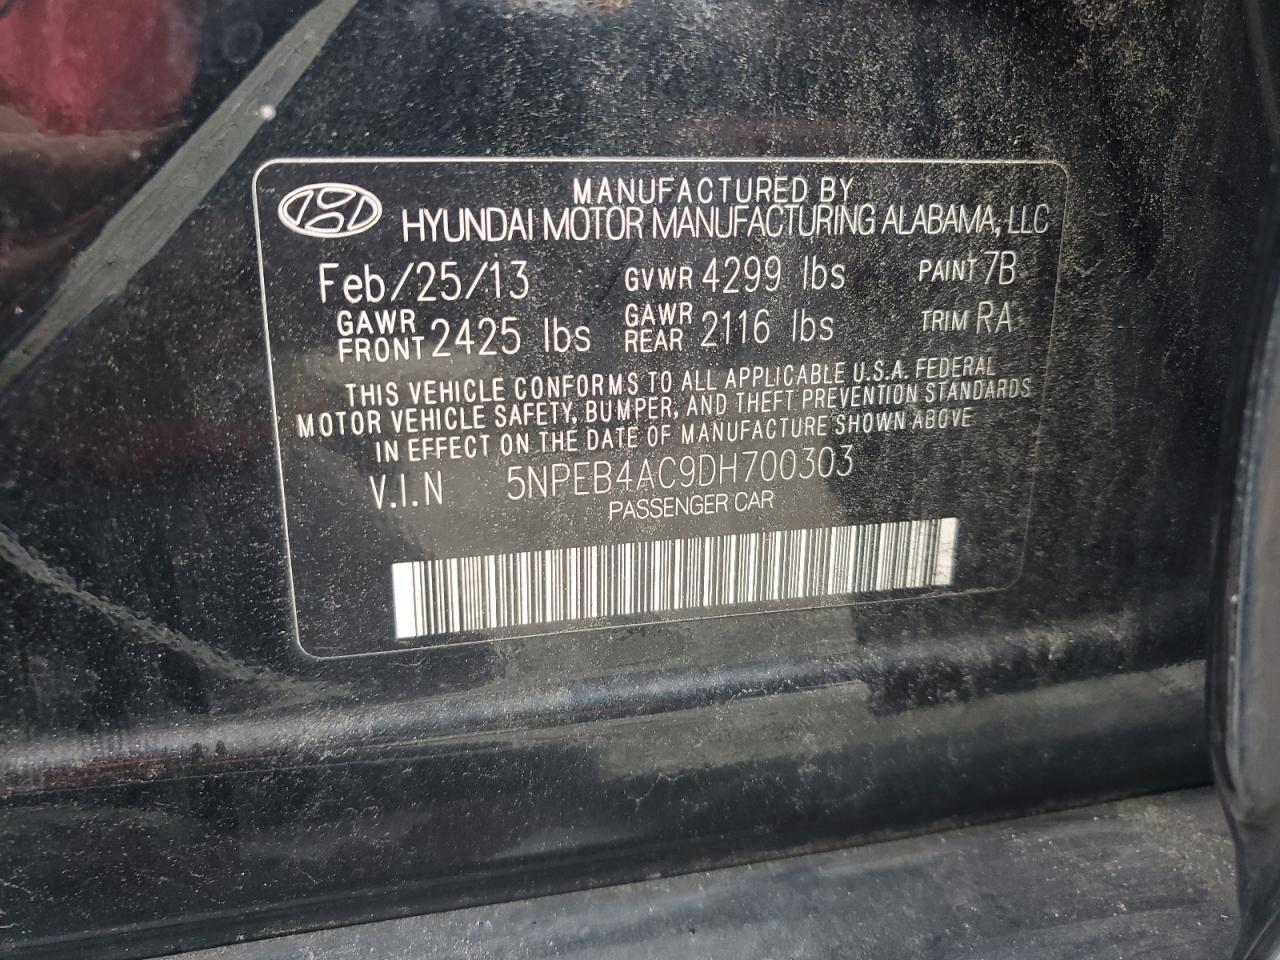 MANUFACTURED BY
HYUNDAI MOTOR MANUFACTURING ALABAMA, LLC
Feb/25/13 GVWR 4299 lbs PAINT 7B
GAWR FRONT 2425 lbs GAWR REAR 2116 lbs TRIM RA
THIS VEHICLE CONFORMS TO ALL APPLICABLE U.S.A. FEDERAL
MOTOR VEHICLE SAFETY, BUMPER, AND THEFT PREVENTION STANDARDS
IN EFFECT ON THE DATE OF MANUFACTURE SHOWN ABOVE
V.I.N 5NPEB4AC9DH700303
PASSENGER CAR